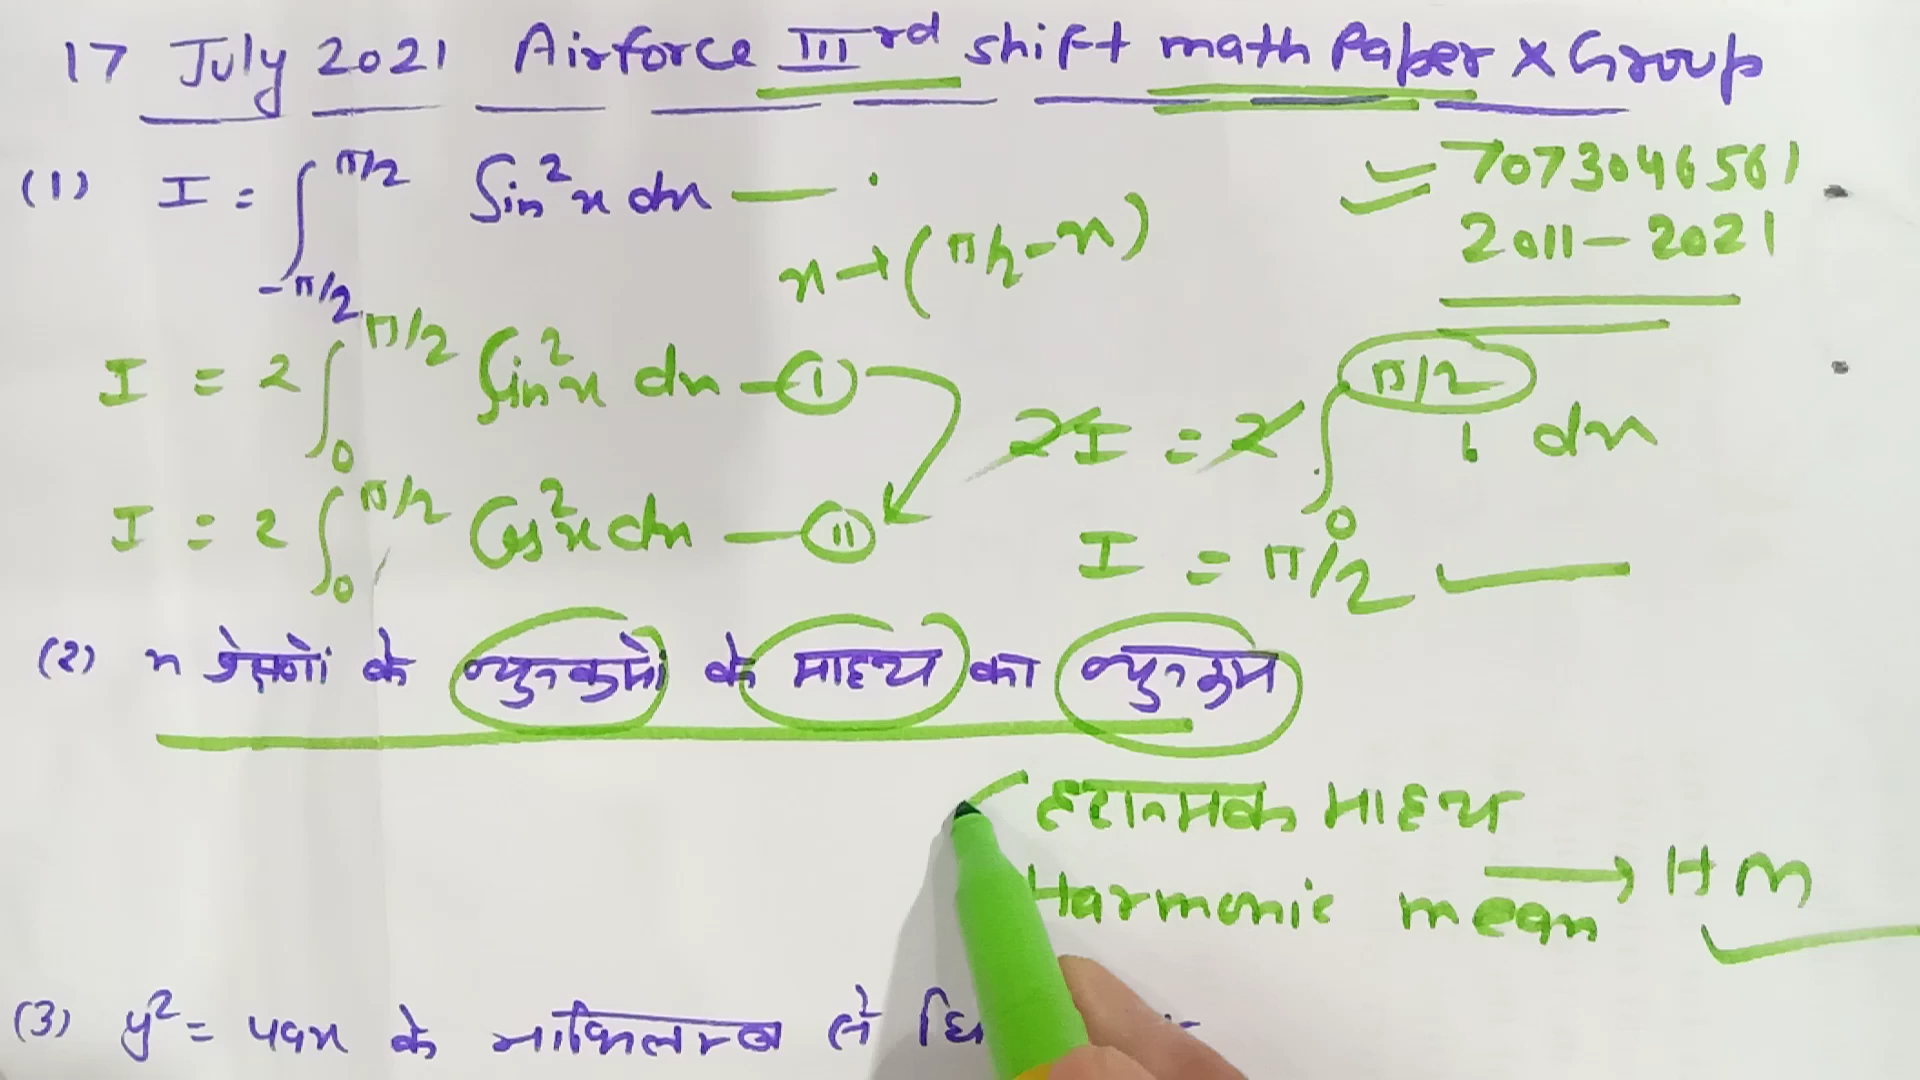 17 July 2021 Airforce IIIrd shift math Paper X Group
7073046561
2011-2021
(1) I = ∫_{-π/2}^{π/2} Sin²x dx
x → (π/2 - x)
I = 2 ∫_0^{π/2} Sin²x dx - (I)
I = 2 ∫_0^{π/2} Cos²x dx - (II)
2I = 2 ∫_0^{π/2} 1 dx
I = π/2
(2) n प्रेक्षणों के व्युत्क्रमों के माध्य का व्युत्क्रम
हरात्मक माध्य
Harmonic mean → HM
(3) y² = 4ax के नाभिलम्ब से